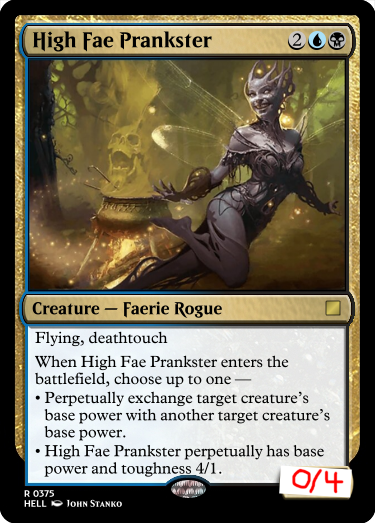 High Fae Prankster 2
Creature — Faerie Rogue
Flying, deathtouch
When High Fae Prankster enters the
battlefield, choose up to one —
• Perpetually exchange target creature's
base power with another target creature's
base power.
• High Fae Prankster perpetually has base
power and toughness 4/1.
0/4
R 0375
HELL John Stanko